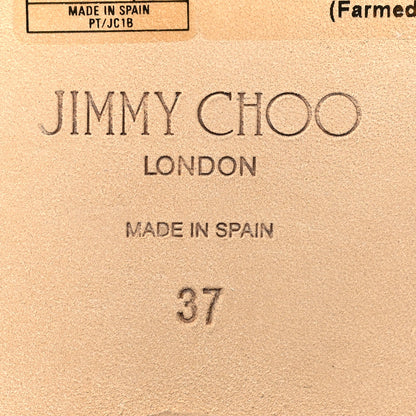 MADE IN SPAIN
PT/JC1B
(Farmed
JIMMY CHOO
LONDON
MADE IN SPAIN
37